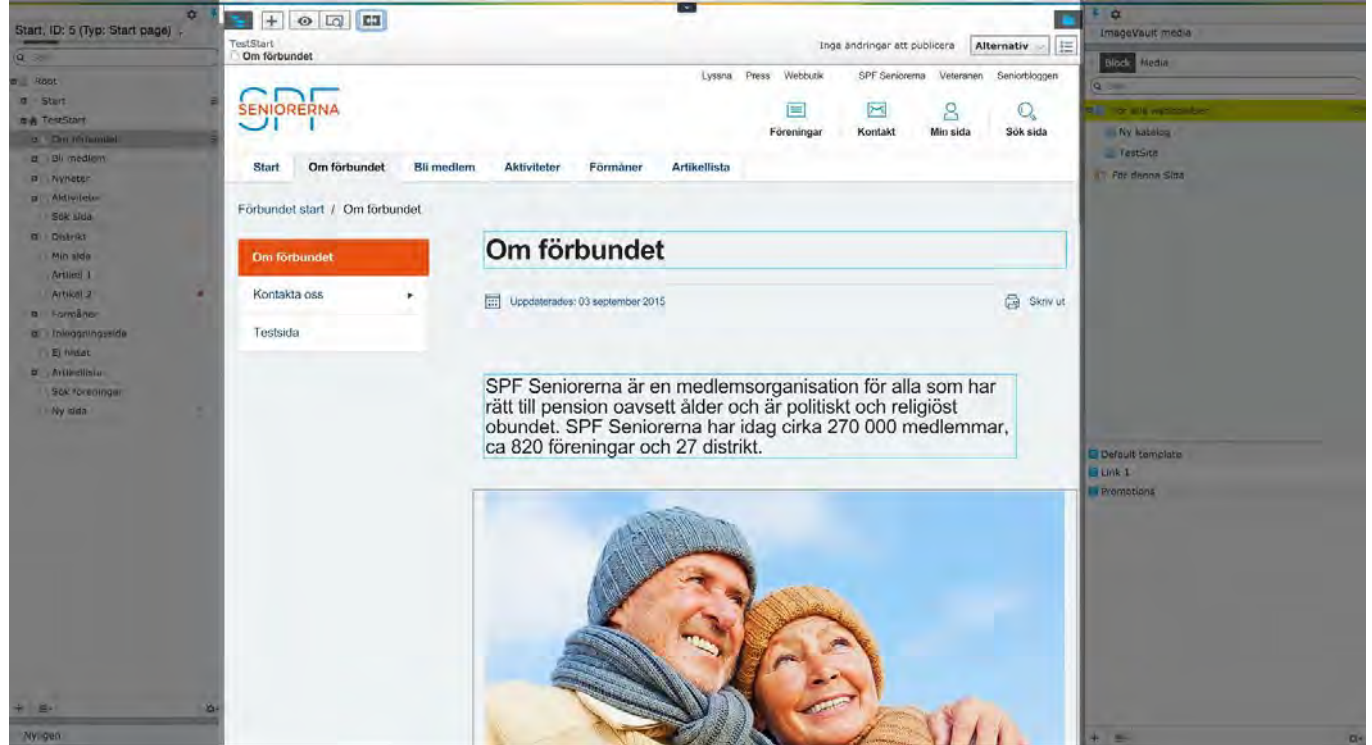 Start, ID: 5 (Typ: Start page)
Root
Start
TestStart
Om förbundet
Bli medlem
Nyheter
Aktiviteter
Sök sida
Distrikt
Min sida
Artikel 1
Artikel 2
Förmåner
Inloggningssida
Ej hittat
Artikellista
Sök föreningar
Ny sida
Nyligen
TestStart
Om förbundet
Inga ändringar att publicera
Alternativ
Lyssna Press Webbutik SPF Seniorerna Veteranen Seniorbloggen
SPF
SENIORERNA
Föreningar Kontakt Min sida Sök sida
Start Om förbundet Bli medlem Aktiviteter Förmåner Artikellista
Förbundet start / Om förbundet
Om förbundet
Kontakta oss
Testsida
Om förbundet
Uppdaterades: 03 september 2015
Skriv ut
SPF Seniorerna är en medlemsorganisation för alla som har
rätt till pension oavsett ålder och är politiskt och religiöst
obundet. SPF Seniorerna har idag cirka 270 000 medlemmar,
ca 820 föreningar och 27 distrikt.
ImageVault media
Block Media
För alla webbplatser
Ny katalog
TestSite
För denna Sida
Default template
Link 1
Promotions